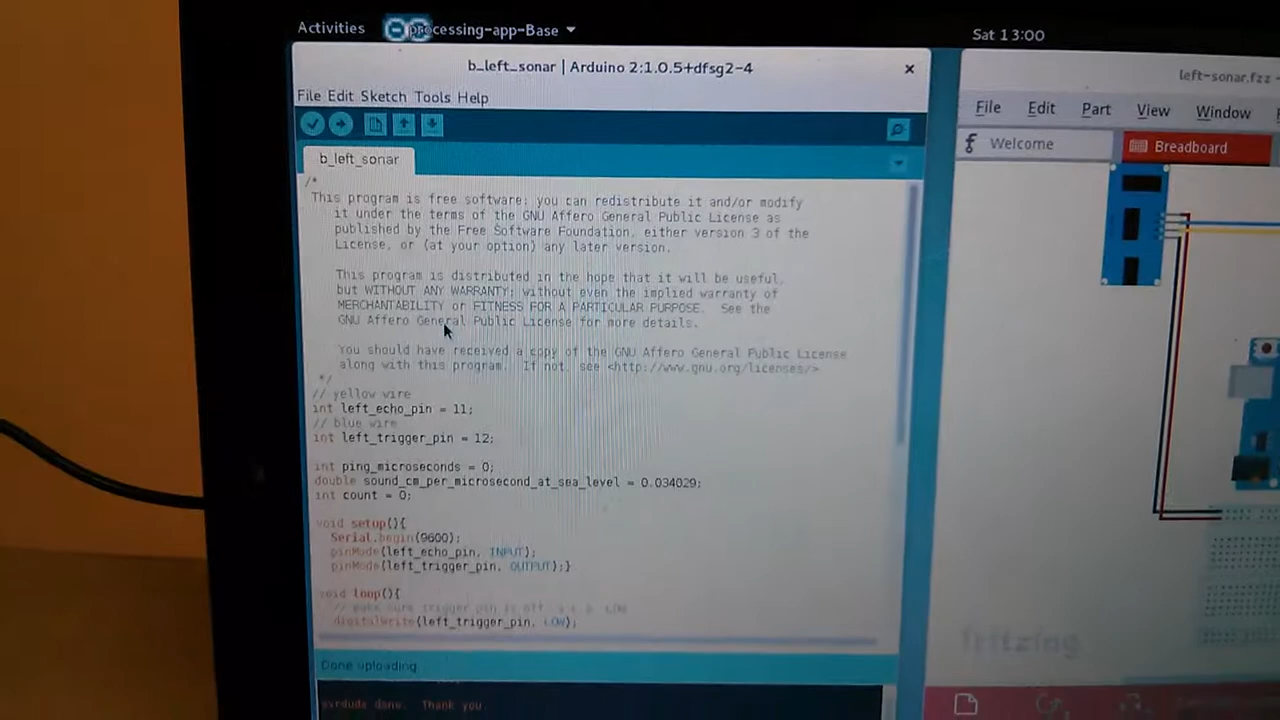 Activities
processing-app-Base
Sat 13:00
b_left_sonar | Arduino 2:1.0.5+dfsg2-4
File Edit Sketch Tools Help
b_left_sonar
/*
This program is free software: you can redistribute it and/or modify
it under the terms of the GNU Affero General Public License as
published by the Free Software Foundation, either version 3 of the
License, or (at your option) any later version.
This program is distributed in the hope that it will be useful,
but WITHOUT ANY WARRANTY; without even the implied warranty of
MERCHANTABILITY or FITNESS FOR A PARTICULAR PURPOSE.  See the
GNU Affero General Public License for more details.
You should have received a copy of the GNU Affero General Public License
along with this program.  If not, see <http://www.gnu.org/licenses/>
*/
// yellow wire
int left_echo_pin = 11;
// blue wire
int left_trigger_pin = 12;
int ping_microseconds = 0;
double sound_cm_per_microsecond_at_sea_level = 0.034029;
int count = 0;
void setup(){
Serial.begin(9600);
pinMode(left_echo_pin, INPUT);
pinMode(left_trigger_pin, OUTPUT);}
void loop(){
// make sure trigger pin is off
digitalWrite(left_trigger_pin, LOW);
Done uploading
avrdude done.  Thank you
left-sonar.fzz -
File Edit Part View Window
Welcome
Breadboard
fritzing